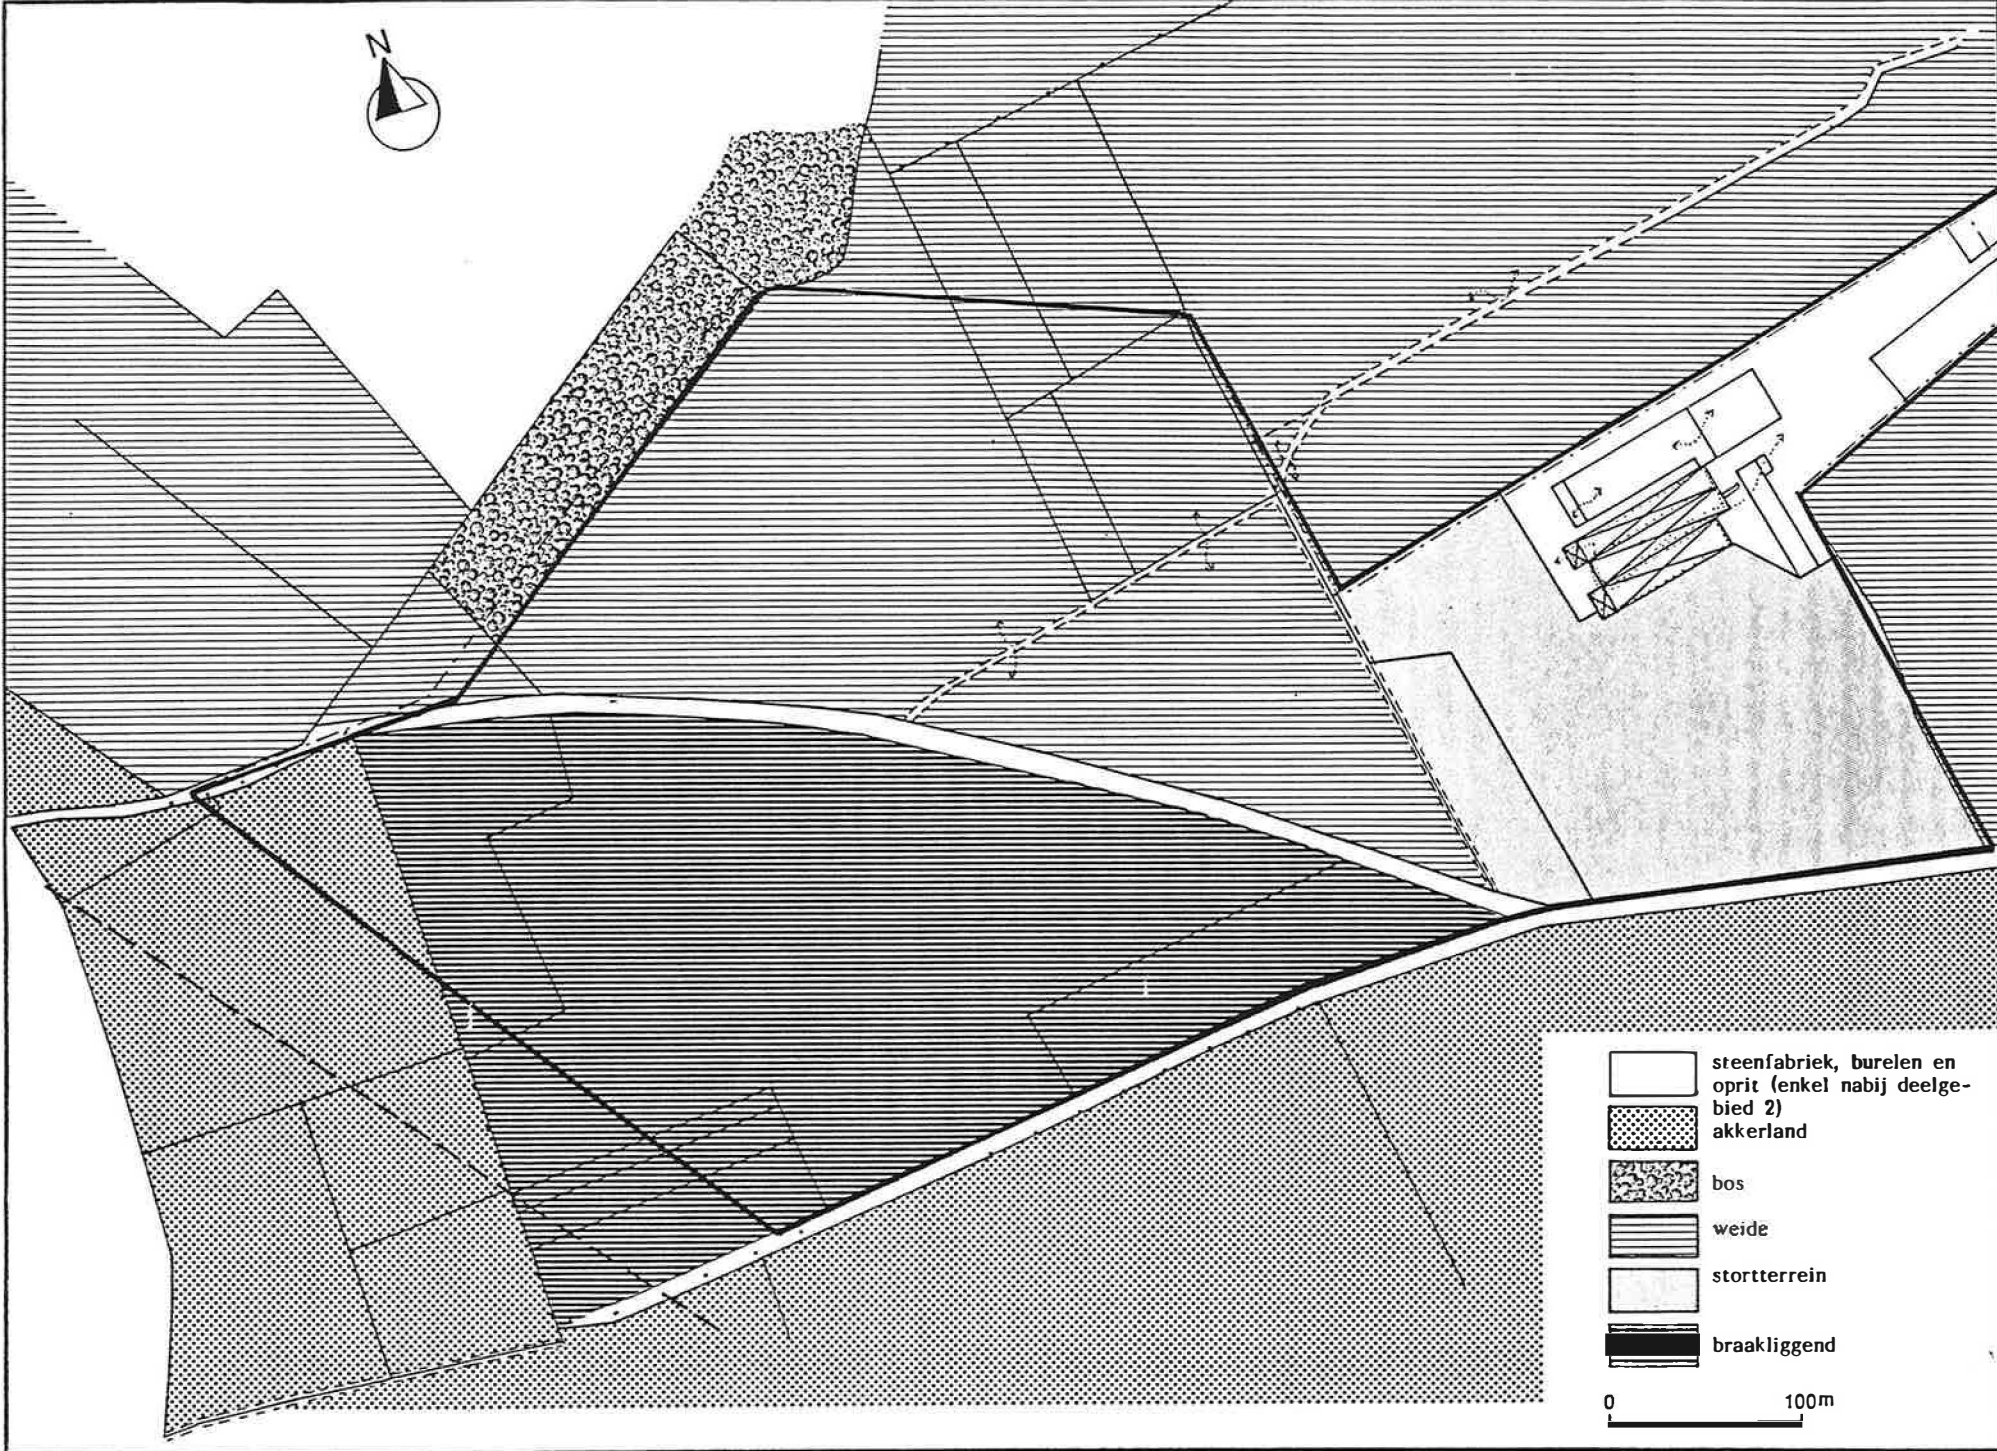 N
steenfabriek, burelen en
oprit (enkel nabij deelge-
bied 2)
akkerland
bos
weide
stortterrein
braakliggend
0 100m